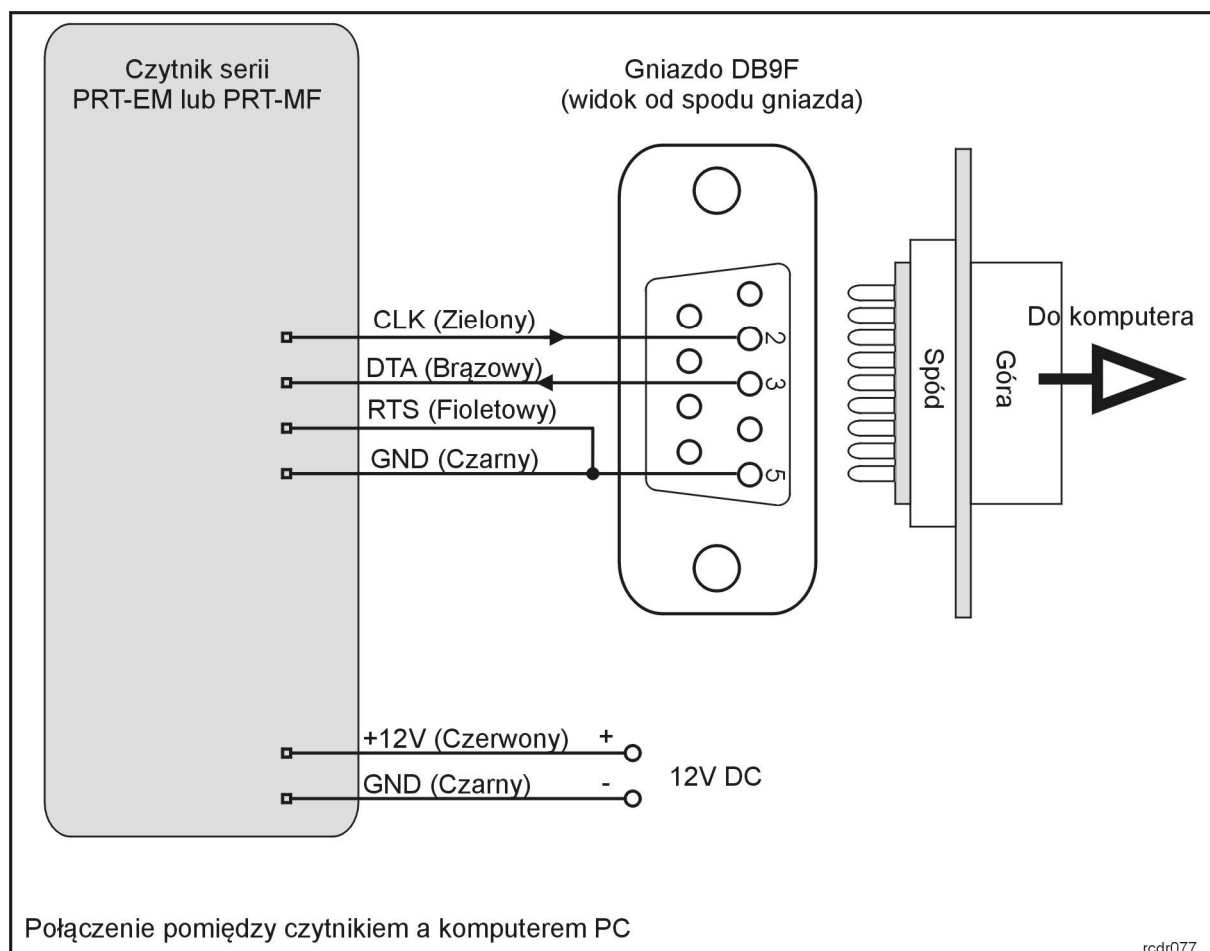 Czytnik serii
PRT-EM lub PRT-MF
Gniazdo DB9F
(widok od spodu gniazda)
CLK (Zielony)
2
DTA (Brązowy)
3
RTS (Fioletowy)
GND (Czarny)
5
Spód
Góra
Do komputera
+12V (Czerwony) +
GND (Czarny) -
12V DC
Połączenie pomiędzy czytnikiem a komputerem PC
rcdr077